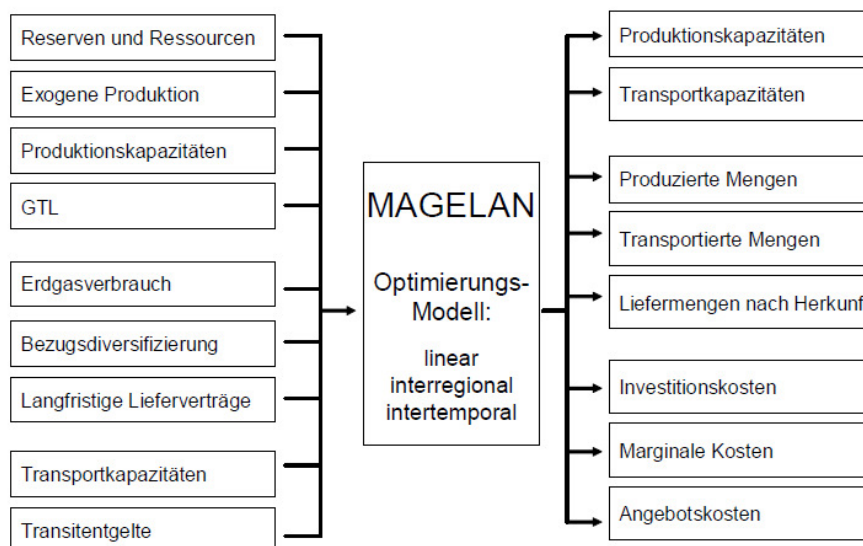 Reserven und Ressourcen
Exogene Produktion
Produktionskapazitäten
GTL
Erdgasverbrauch
Bezugsdiversifizierung
Langfristige Lieferverträge
Transportkapazitäten
Transitentgelte
MAGELAN
Optimierungs-
Modell:
linear
interregional
intertemporal
Produktionskapazitäten
Transportkapazitäten
Produzierte Mengen
Transportierte Mengen
Liefermengen nach Herkunf
Investitionskosten
Marginale Kosten
Angebotskosten